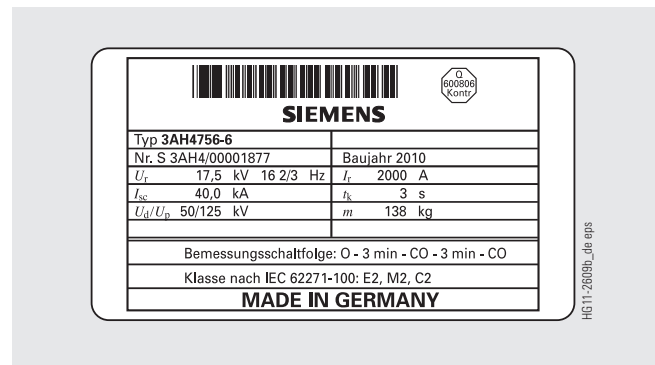 Q
600806
Kontr
SIEMENS
Typ 3AH4756-6
Nr. S 3AH4/00001877 Baujahr 2010
Ur 17,5 kV 16 2/3 Hz Ir 2000 A
Isc 40,0 kA tk 3 s
Ud/Up 50/125 kV m 138 kg
Bemessungsschaltfolge: O - 3 min - CO - 3 min - CO
Klasse nach IEC 62271-100: E2, M2, C2
MADE IN GERMANY
HG11-2609b_de eps